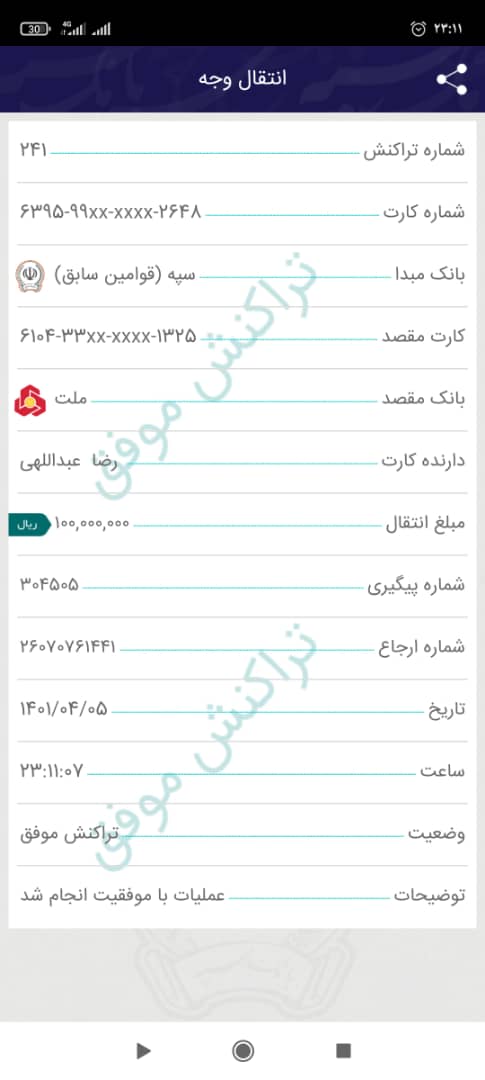 30 4G ۲۳:۱۱
انتقال وجه
شماره تراکنش ۲۴۱
شماره کارت ۶۳۹۵-۹۹xx-xxxx-۲۶۴۸
بانک مبدا سپه (قوامین سابق)
کارت مقصد ۶۱۰۴-۳۳xx-xxxx-۱۳۲۵
بانک مقصد ملت
دارنده کارت رضا عبداللهی
مبلغ انتقال ۱۰۰,۰۰۰,۰۰۰ ریال
شماره پیگیری ۳۰۴۵۰۵
شماره ارجاع ۲۶۰۷۰۷۶۱۴۴۱
تاریخ ۱۴۰۱/۰۴/۰۵
ساعت ۲۳:۱۱:۰۷
وضعیت تراکنش موفق
توضیحات عملیات با موفقیت انجام شد
تراکنش موفق
تراکنش موفق